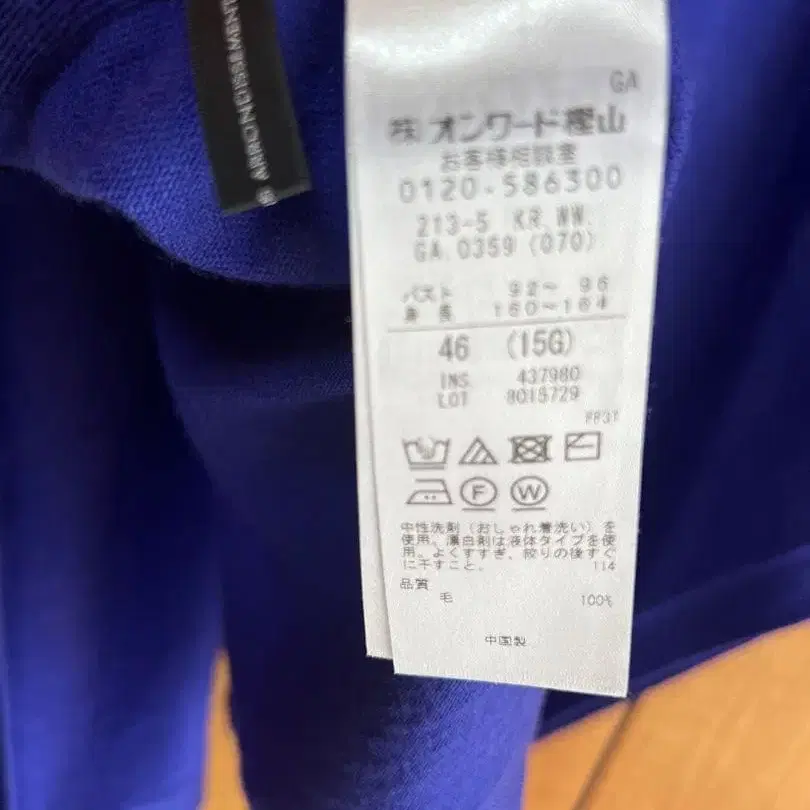 GA
㈱オンワード樫山
お客様相談室
0120-586300
213-5 KR.WW.
GA.0359 (070)
バスト 92～ 96
身長 160～164
46 (15G)
INS 437980
LOT 8015729
PP3T
F W
中性洗剤（おしゃれ着洗い）を
使用。漂白剤は液体タイプを使
用。よくすすぎ、絞りの後すぐ
に干すこと。 114
品質
毛 100%
中国製